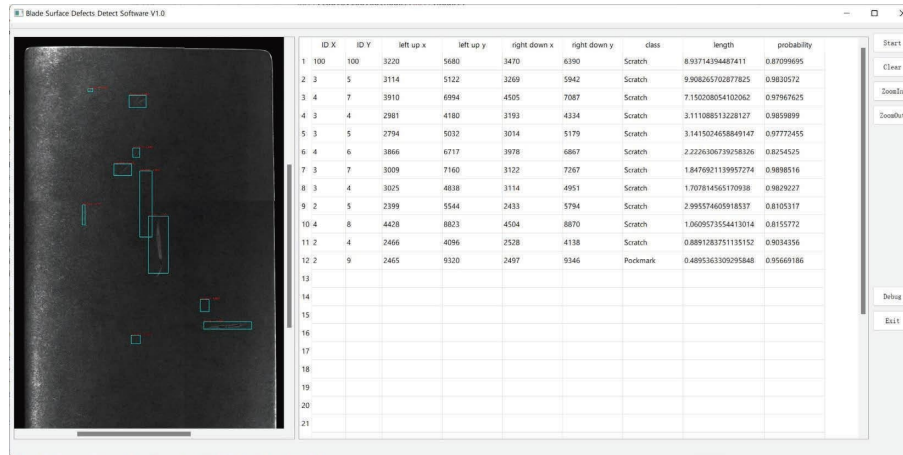 Blade Surface Defects Detect Software V1.0
ID X ID Y left up x left up y right down x right down y class length probability
1 100 100 3220 5680 3470 6390 Scratch 8.93714394487411 0.87099695
2 3 5 3114 5122 3269 5942 Scratch 9.908265702877825 0.9830572
3 4 7 3910 6994 4505 7087 Scratch 7.150208054102062 0.97967625
4 3 4 2981 4180 3193 4334 Scratch 3.111088513228127 0.9859899
5 3 5 2794 5032 3014 5179 Scratch 3.1415024658849147 0.97772455
6 4 6 3866 6717 3978 6867 Scratch 2.2226306739258326 0.8254525
7 3 7 3009 7160 3122 7267 Scratch 1.8476921139957274 0.9898516
8 3 4 3025 4838 3114 4951 Scratch 1.707814565170938 0.9829227
9 2 5 2399 5544 2433 5794 Scratch 2.995574605918537 0.8105317
10 4 8 4428 8823 4504 8870 Scratch 1.0609573554413014 0.8155772
11 2 4 2466 4096 2528 4138 Scratch 0.8891283751135152 0.9034356
12 2 9 2465 9320 2497 9346 Pockmark 0.4895363309295848 0.95669186
13
14
15
16
17
18
19
20
21
Start
Clear
ZoomIn
ZoomOut
Debug
Exit